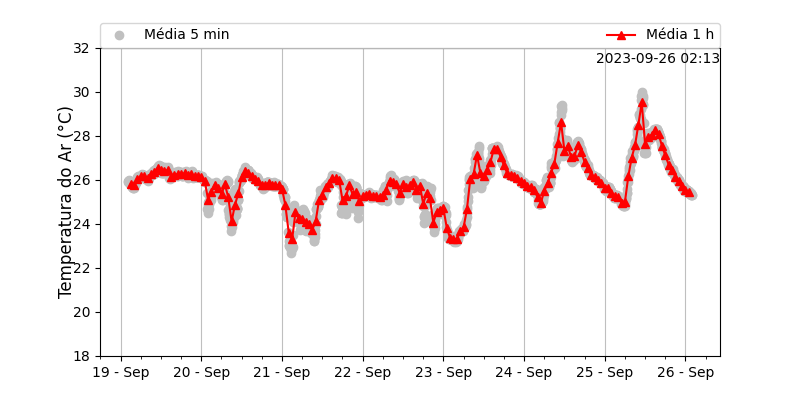 Média 5 min
Média 1 h
2023-09-26 02:13
Temperatura do Ar (°C)
32
30
28
26
24
22
20
18
19 - Sep
20 - Sep
21 - Sep
22 - Sep
23 - Sep
24 - Sep
25 - Sep
26 - Sep